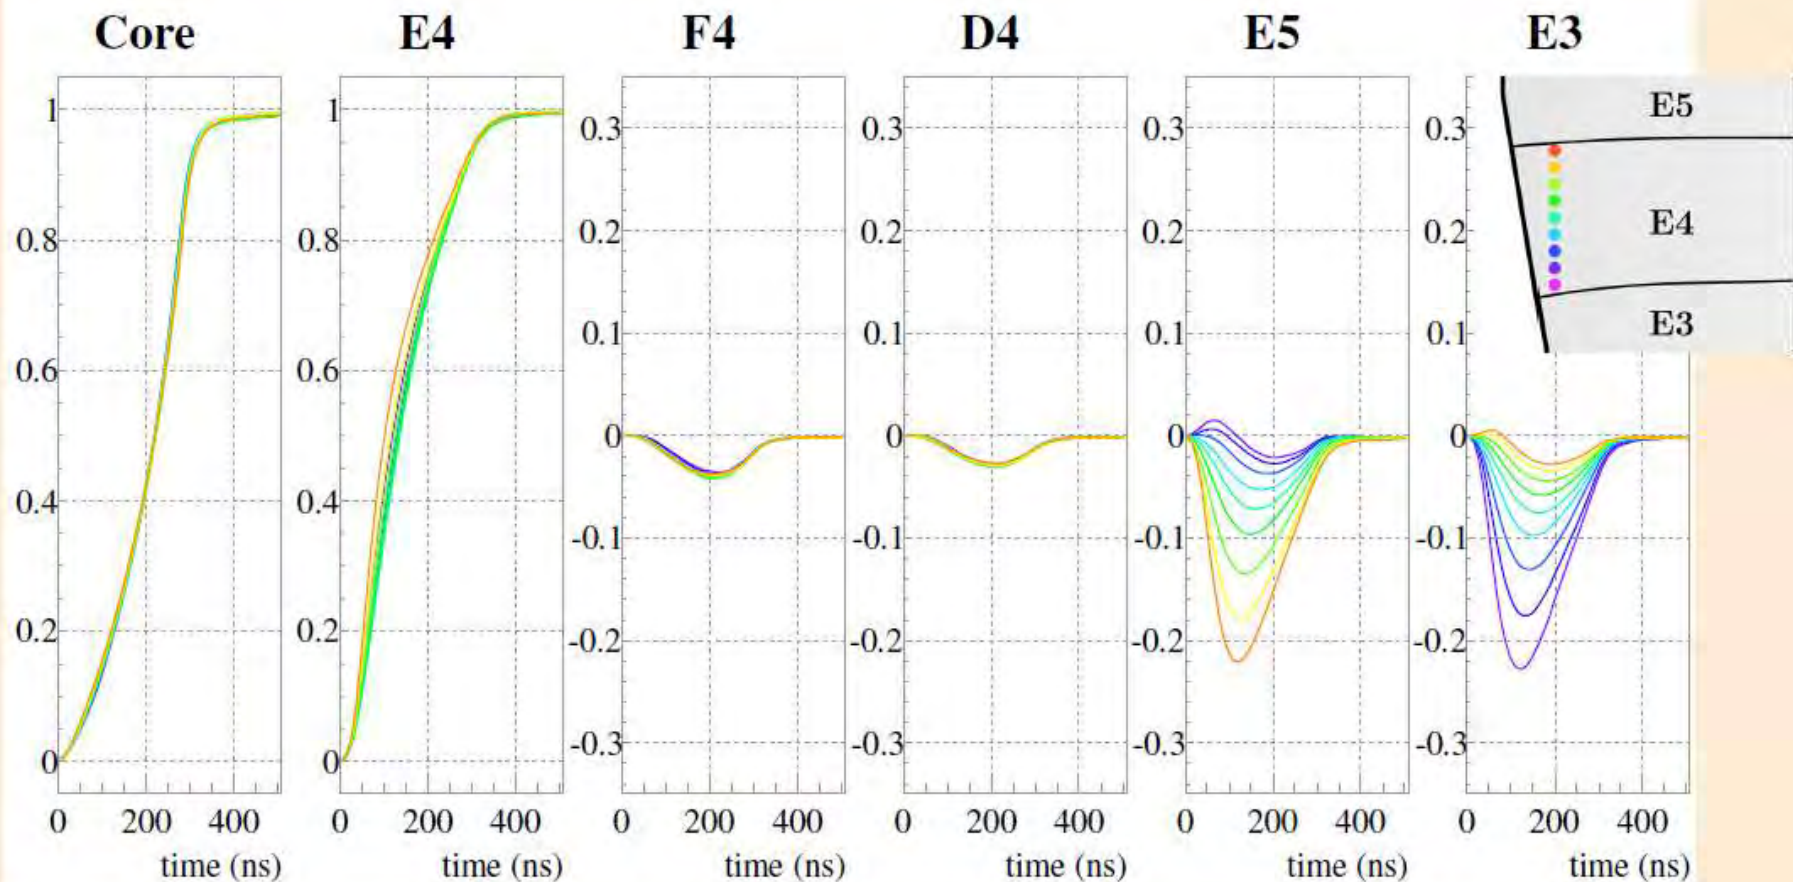 Core E4 F4 D4 E5 E3
1 1 0.3 0.3 0.3 0.3 E5
0.8 0.8 0.2 0.2 0.2 0.2 E4
0.6 0.6 0.1 0.1 0.1 0.1 E3
0.4 0.4 0 0 0 0
0.2 0.2 -0.1 -0.1 -0.1 -0.1
0 0 -0.2 -0.2 -0.2 -0.2
-0.3 -0.3 -0.3 -0.3
0 200 400 0 200 400 0 200 400 0 200 400 0 200 400 0 200 400
time (ns) time (ns) time (ns) time (ns) time (ns) time (ns)